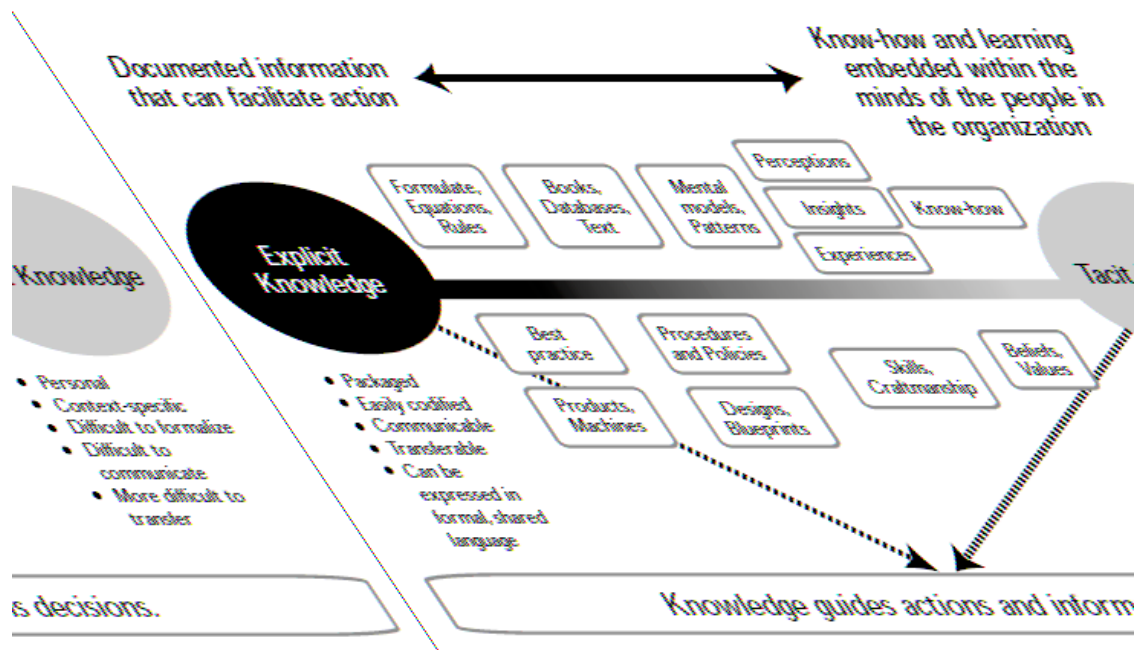 Documented information
that can facilitate action
Know-how and learning
embedded within the
minds of the people in
the organization
Perceptions
Formulate,
Equations,
Rules
Books,
Databases,
Text
Mental
models,
Patterns
Insights
Know-how
Experiences
Explicit
Knowledge
Knowledge
Tacit
Best
practice
Procedures
and Policies
Skills,
Craftmanship
Beliefs,
Values
Products,
Machines
Designs,
Blueprints
• Personal
• Context-specific
• Difficult to formalize
• Difficult to
communicate
• More difficult to
transfer
• Packaged
• Easily codified
• Communicable
• Transferable
• Can be
expressed in
formal, shared
language
s decisions.
Knowledge guides actions and inform